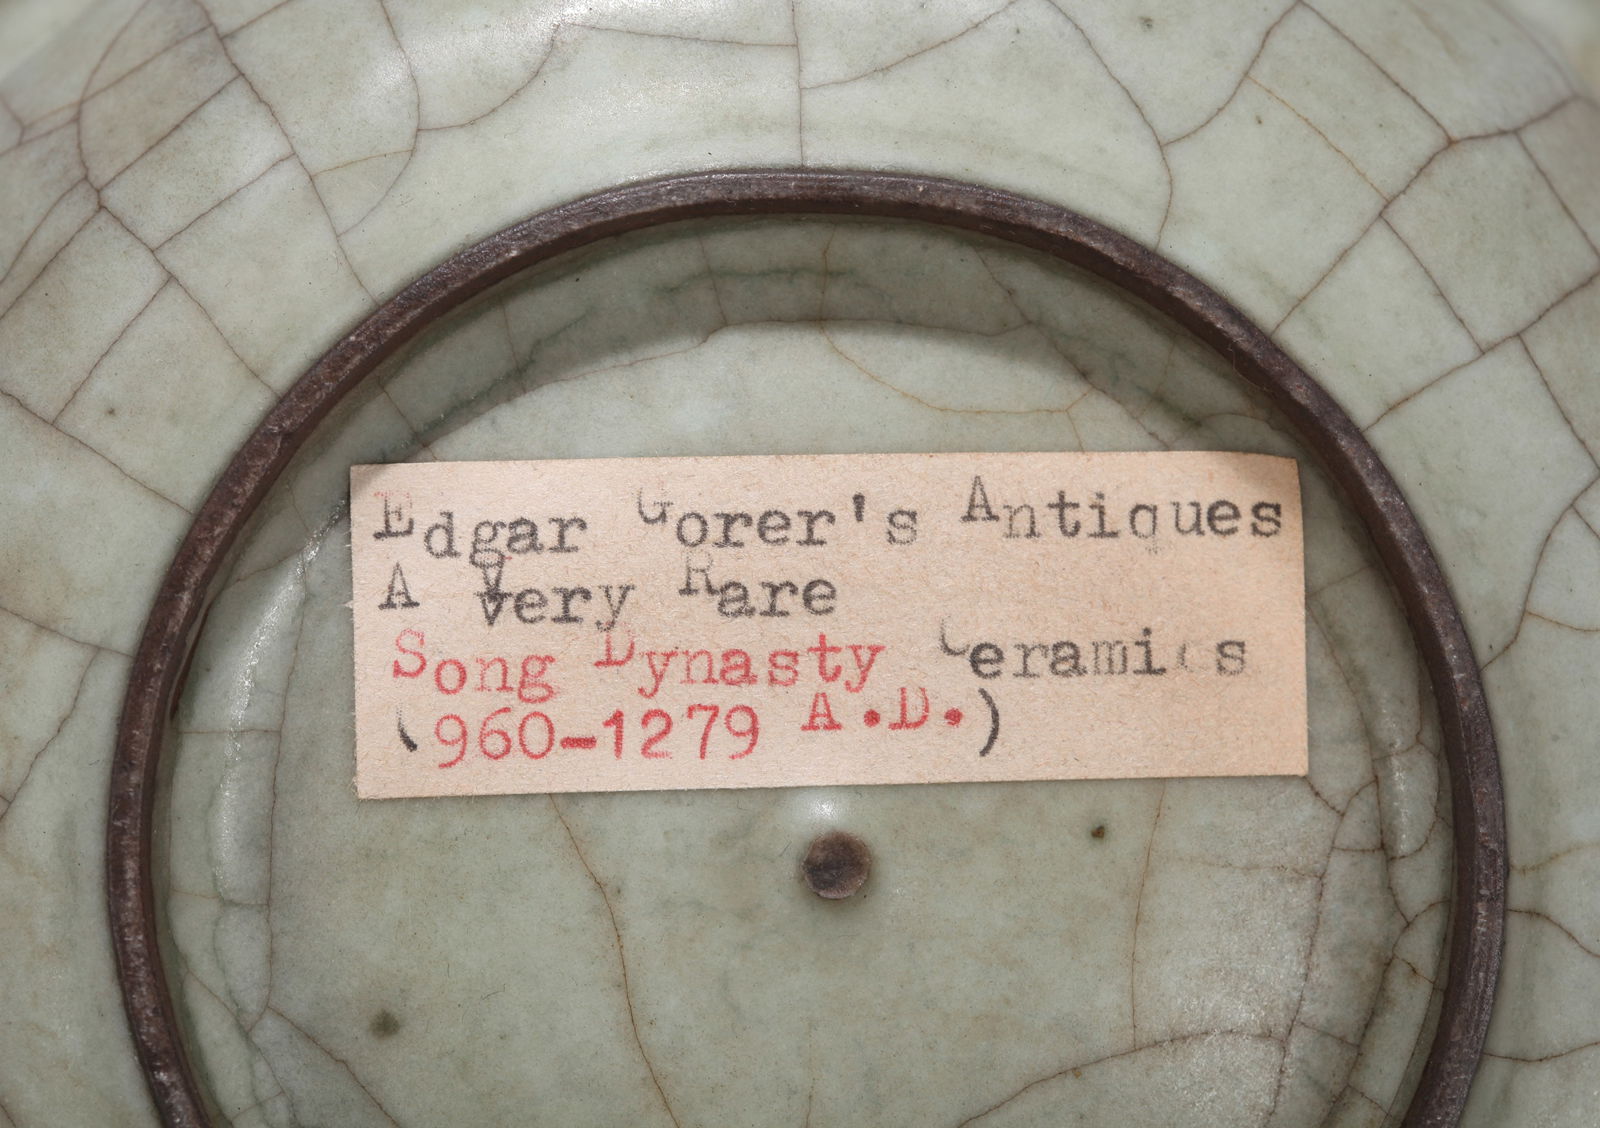 Edgar Gorer's Antiques
A Very Rare
Song Dynasty Ceramics
(960-1279 A.D.)